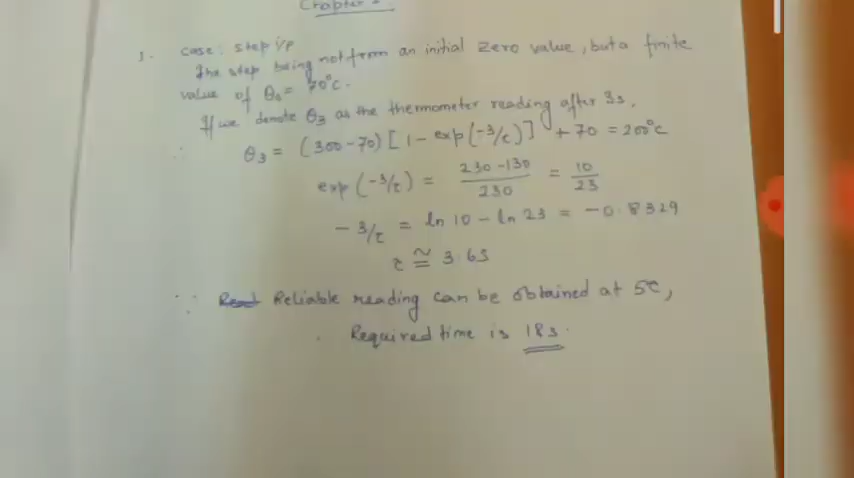 Chapter
1. case: step i/p
The step being not from an initial zero value, but a finite
value of θ₀ = 70°C.
If we denote θ₃ as the thermometer reading after 3s,
∴ θ₃ = (300-70) [1 - exp(-3/τ)] + 70 = 200°C
exp(-3/τ) = (230-130)/230 = 10/23
-3/τ = ln 10 - ln 23 = -0.8329
τ ≅ 3.6s
∵ Reliable reading can be obtained at 5τ,
Required time is 18s.